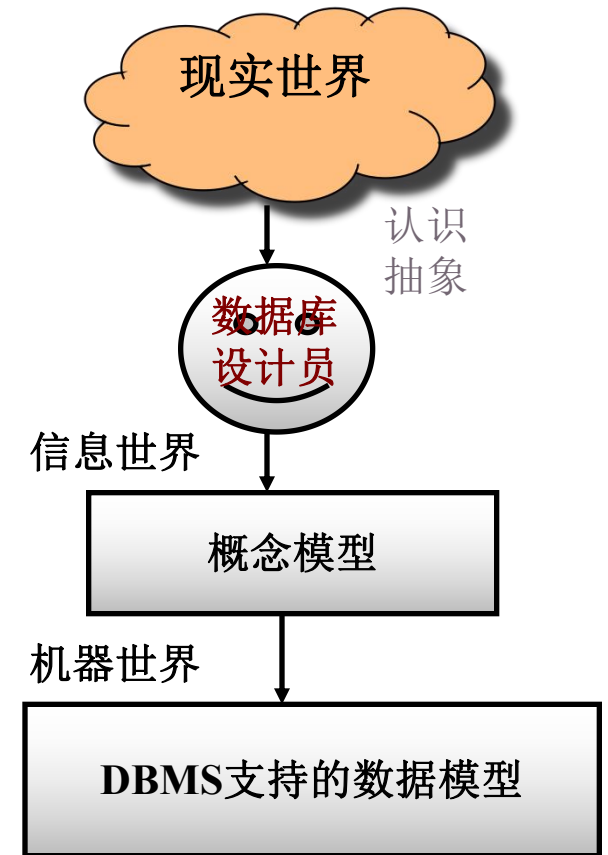 现实世界
认识
抽象
数据库
设计员
信息世界
概念模型
机器世界
DBMS支持的数据模型